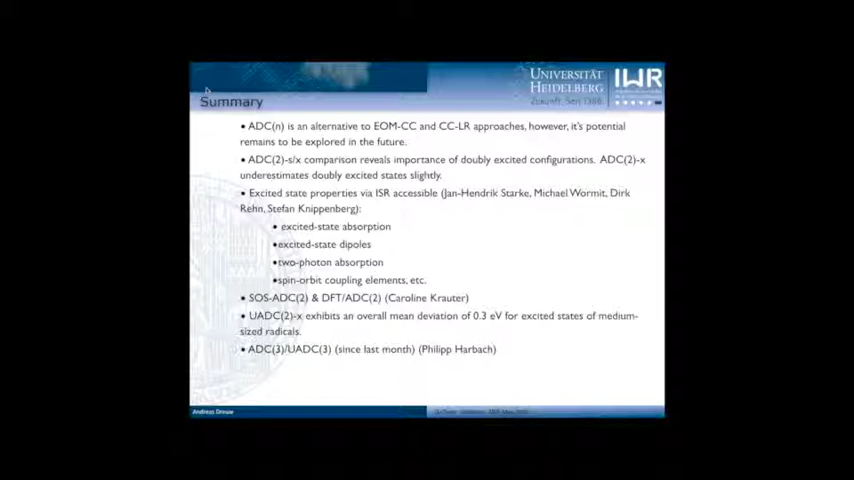 UNIVERSITÄT
HEIDELBERG
Zukunft. Seit 1386.
IWR
Summary
• ADC(n) is an alternative to EOM-CC and CC-LR approaches, however, it's potential
remains to be explored in the future.
• ADC(2)-s/x comparison reveals importance of doubly excited configurations. ADC(2)-x
underestimates doubly excited states slightly.
• Excited state properties via ISR accessible (Jan-Hendrik Starke, Michael Wormit, Dirk
Rehn, Stefan Knippenberg):
• excited-state absorption
•excited-state dipoles
•two-photon absorption
•spin-orbit coupling elements, etc.
• SOS-ADC(2) & DFT/ADC(2) (Caroline Krauter)
• UADC(2)-x exhibits an overall mean deviation of 0.3 eV for excited states of medium-
sized radicals.
• ADC(3)/UADC(3) (since last month) (Philipp Harbach)
Andreas Dreuw